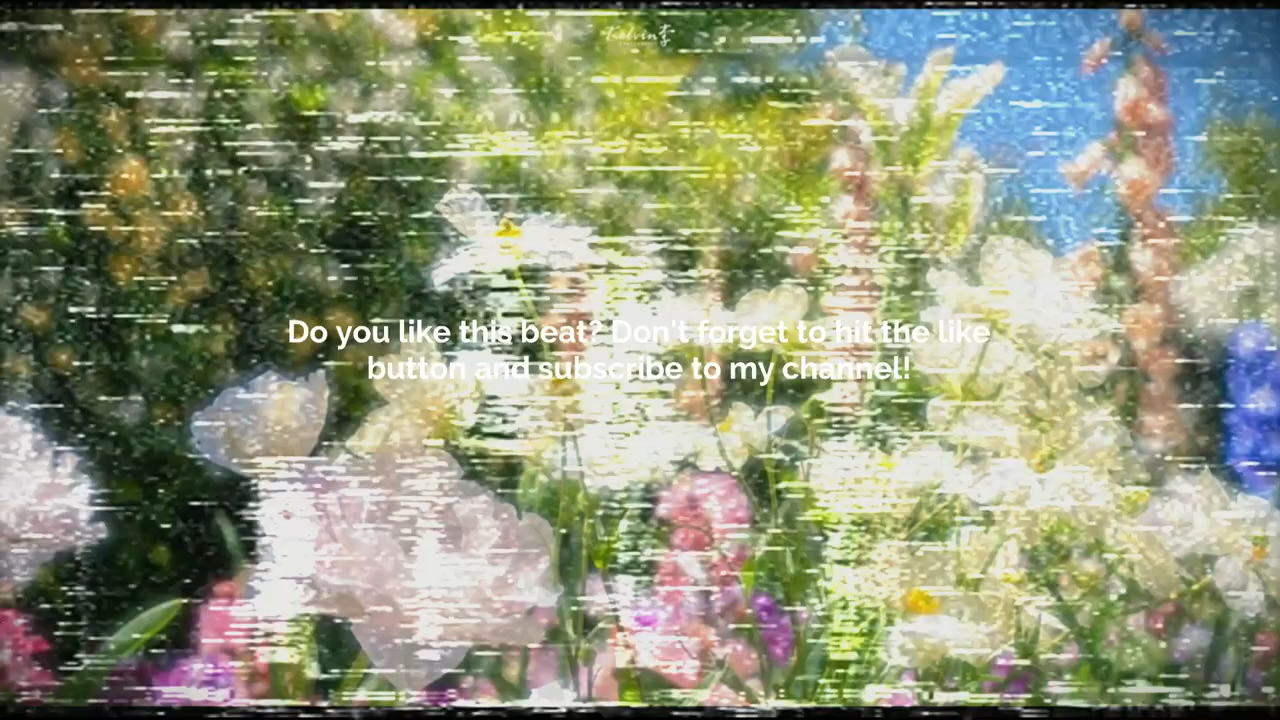 Do you like this beat? Don't forget to hit the like
button and subscribe to my channel!